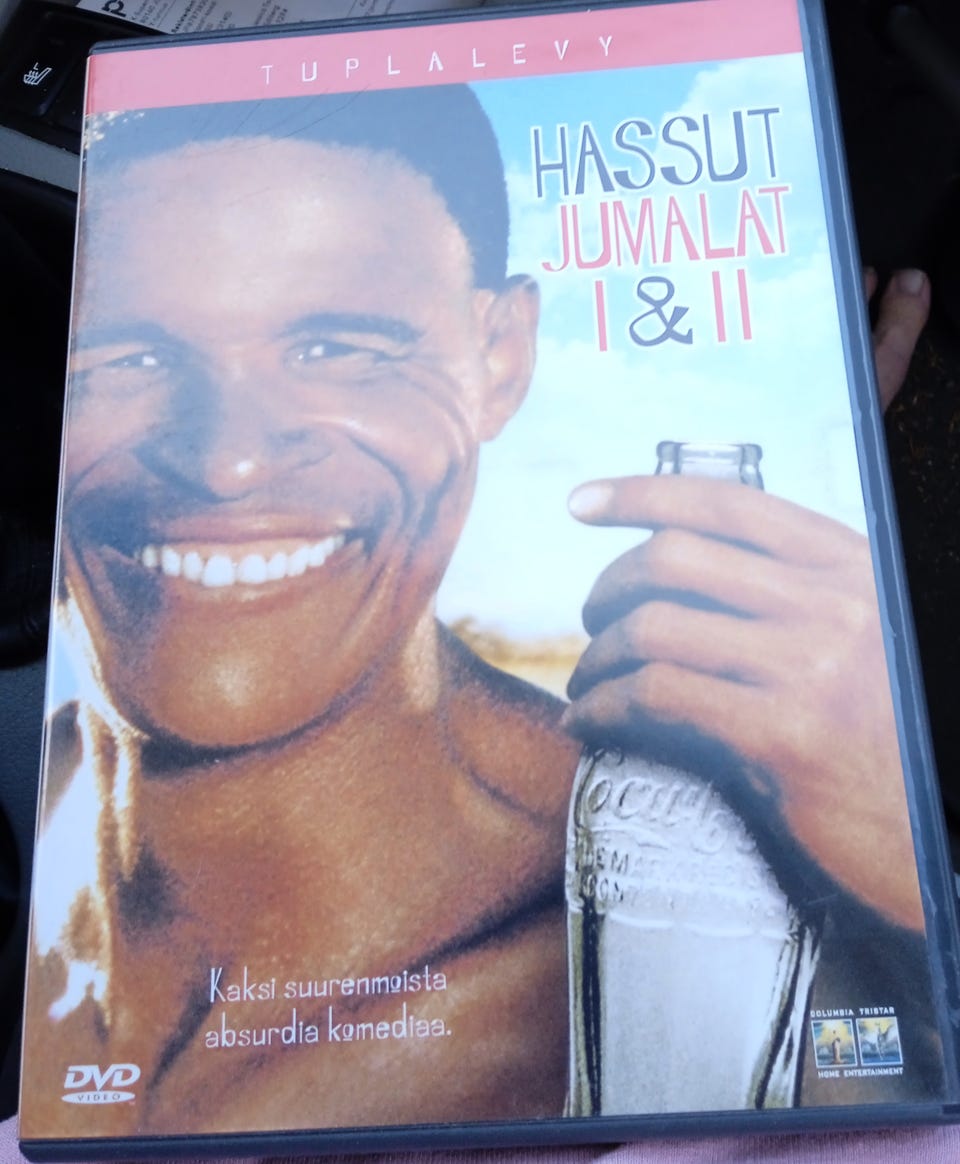 TUPLALEVY
HASSUT
JUMALAT
I & II
Kaksi suurenmoista
absurdia komediaa.
DVD
VIDEO
COLUMBIA TRISTAR
HOME ENTERTAINMENT